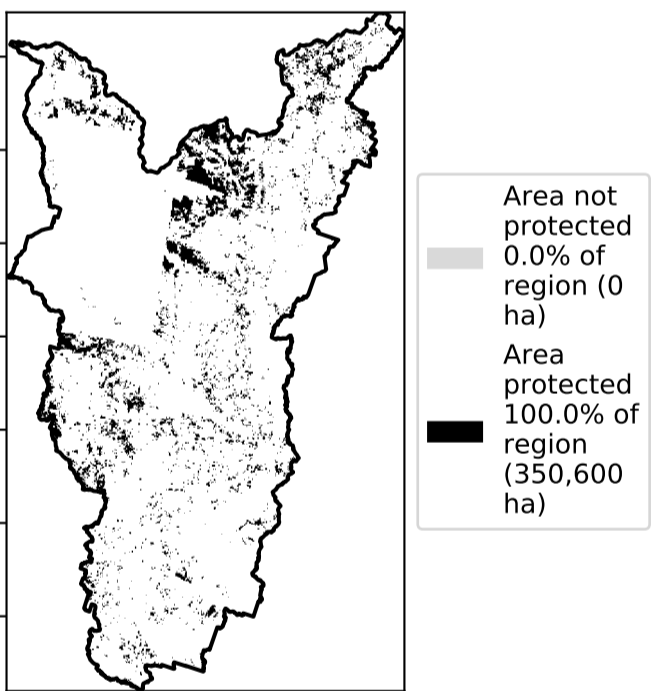 Area not
protected
0.0% of
region (0
ha)
Area
protected
100.0% of
region
(350,600
ha)